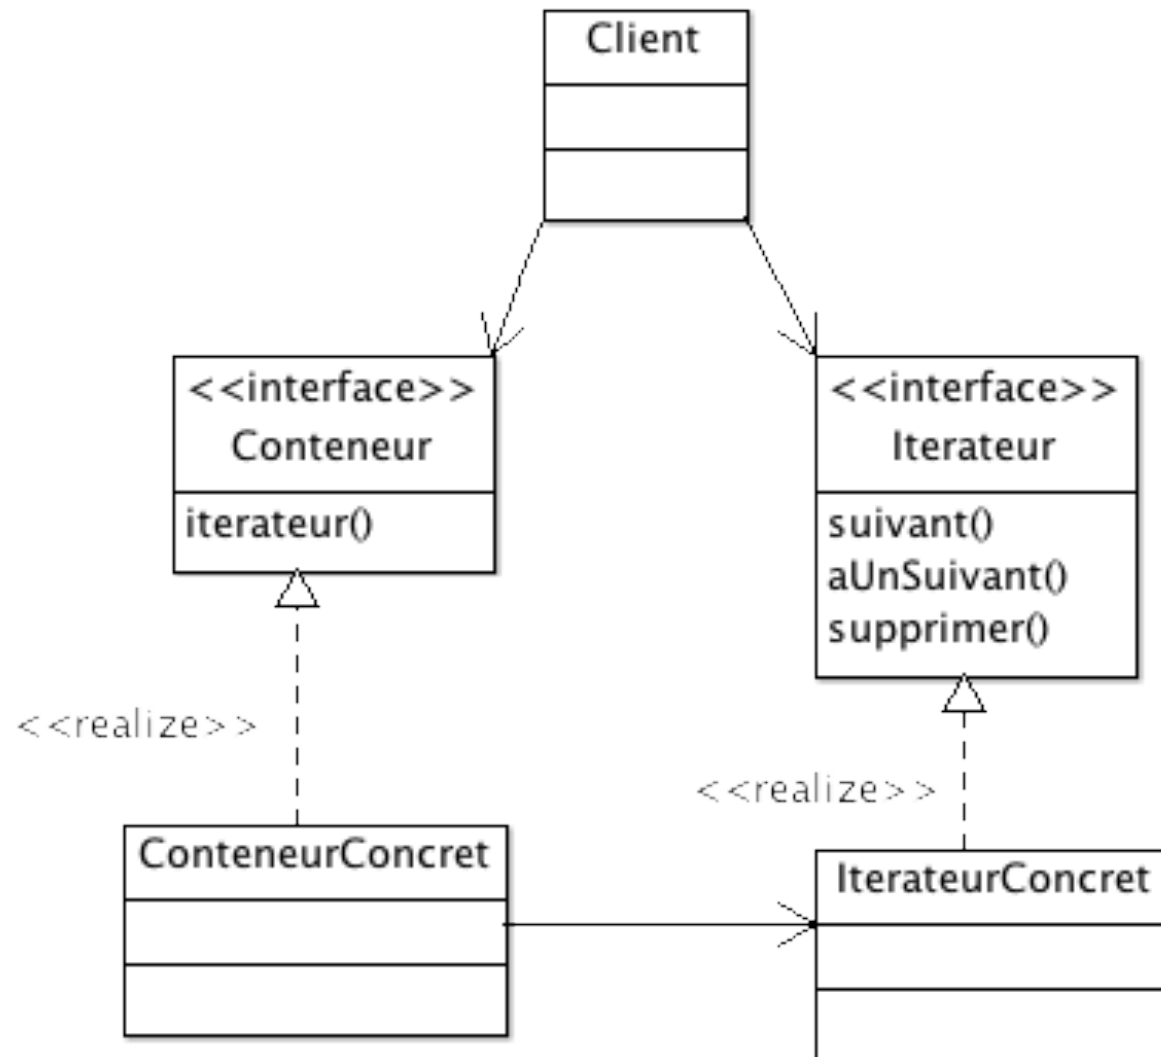 Client
<<interface>>
Conteneur
iterateur()
<<interface>>
Iterateur
suivant()
aUnSuivant()
supprimer()
<<realize>>
<<realize>>
ConteneurConcret
IterateurConcret